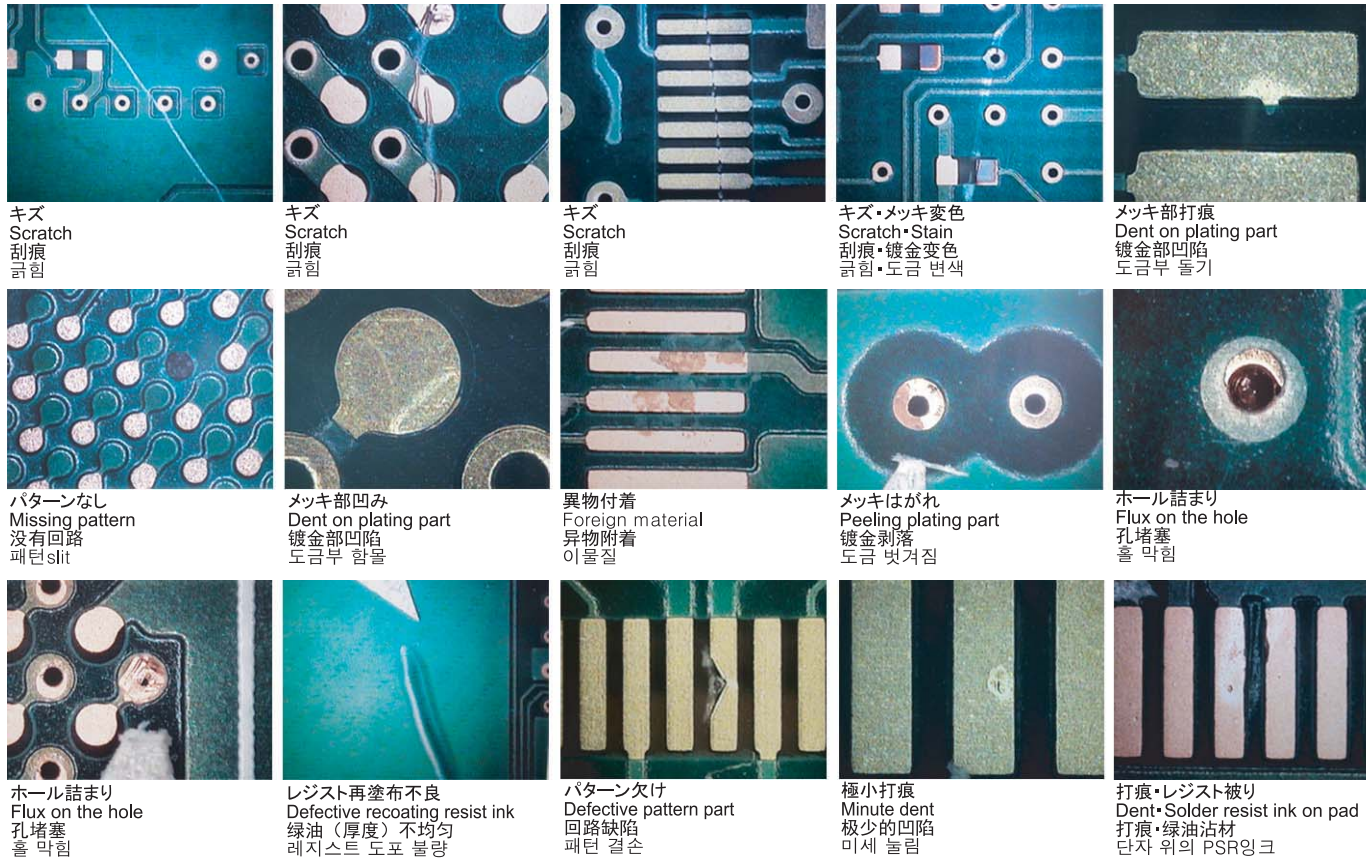 キズ
Scratch
刮痕
긁힘
キズ
Scratch
刮痕
긁힘
キズ
Scratch
刮痕
긁힘
キズ・メッキ変色
Scratch・Stain
刮痕・镀金变色
긁힘・도금 변색
メッキ部打痕
Dent on plating part
镀金部凹陷
도금부 돌기
パターンなし
Missing pattern
没有回路
패턴slit
メッキ部凹み
Dent on plating part
镀金部凹陷
도금부 함몰
異物付着
Foreign material
异物附着
이물질
メッキはがれ
Peeling plating part
镀金剥落
도금 벗겨짐
ホール詰まり
Flux on the hole
孔堵塞
홀 막힘
ホール詰まり
Flux on the hole
孔堵塞
홀 막힘
レジスト再塗布不良
Defective recoating resist ink
绿油（厚度）不均匀
레지스트 도포 불량
パターン欠け
Defective pattern part
回路缺陷
패턴 결손
極小打痕
Minute dent
极少的凹陷
미세 눌림
打痕・レジスト被り
Dent・Solder resist ink on pad
打痕・绿油沾材
단자 위의 PSR잉크